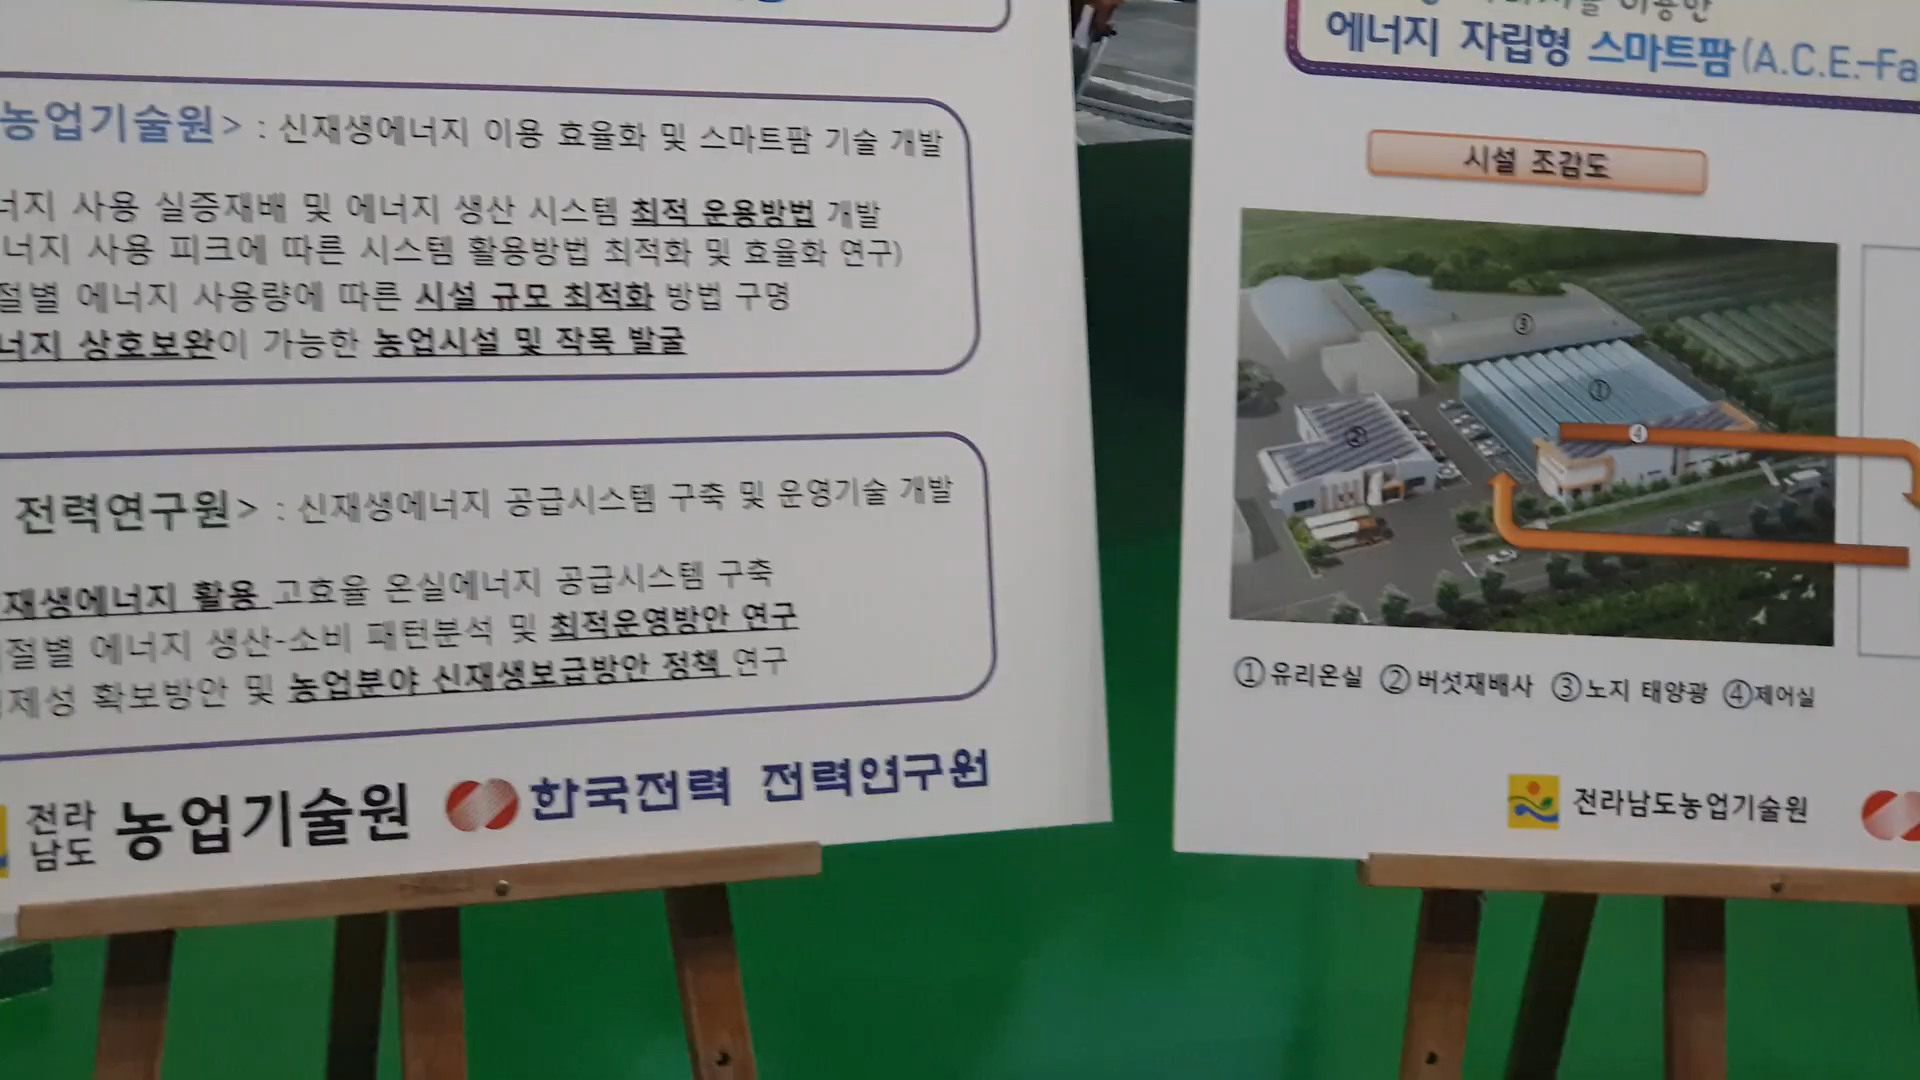 농업기술원> : 신재생에너지 이용 효율화 및 스마트팜 기술 개발
너지 사용 실증재배 및 에너지 생산 시스템 최적 운용방법 개발
너지 사용 피크에 따른 시스템 활용방법 최적화 및 효율화 연구)
절별 에너지 사용량에 따른 시설 규모 최적화 방법 구명
너지 상호보완이 가능한 농업시설 및 작목 발굴
전력연구원> : 신재생에너지 공급시스템 구축 및 운영기술 개발
재생에너지 활용 고효율 온실에너지 공급시스템 구축
절별 에너지 생산-소비 패턴분석 및 최적운영방안 연구
제성 확보방안 및 농업분야 신재생보급방안 정책 연구
전라남도 농업기술원 한국전력 전력연구원
이용한
에너지 자립형 스마트팜(A.C.E.-Fa
시설 조감도
③
①
②
④
①유리온실 ②버섯재배사 ③노지 태양광 ④제어실
전라남도농업기술원